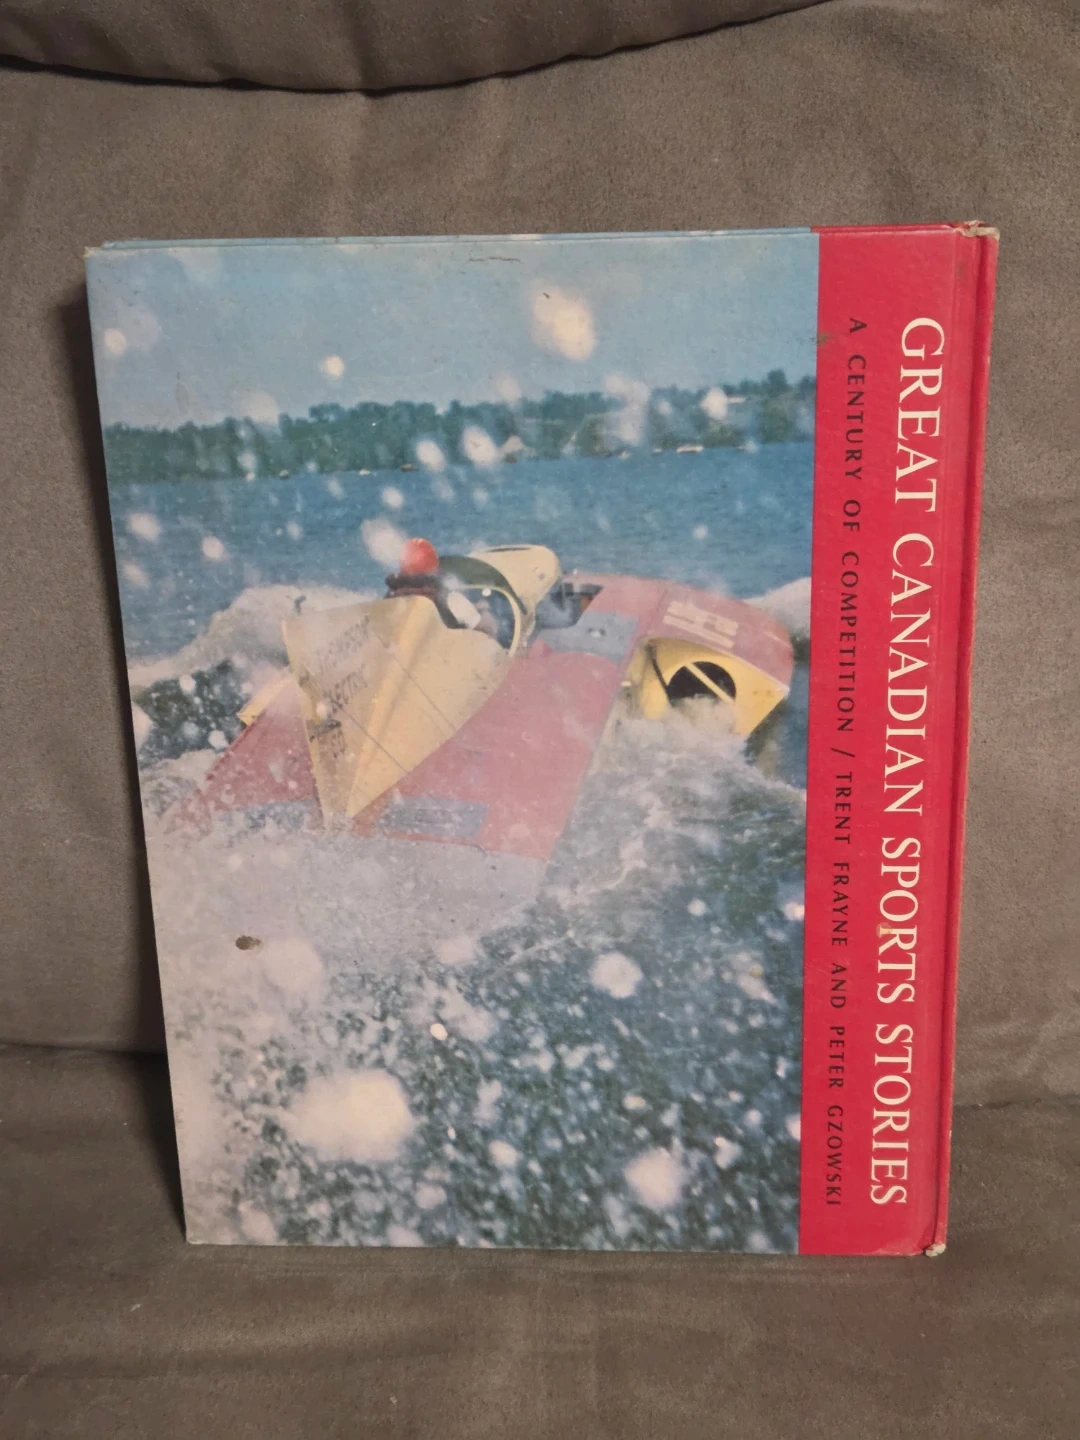 GREAT CANADIAN SPORTS STORIES
A CENTURY OF COMPETITION / TRENT FRAYNE AND PETER GZOWSKI